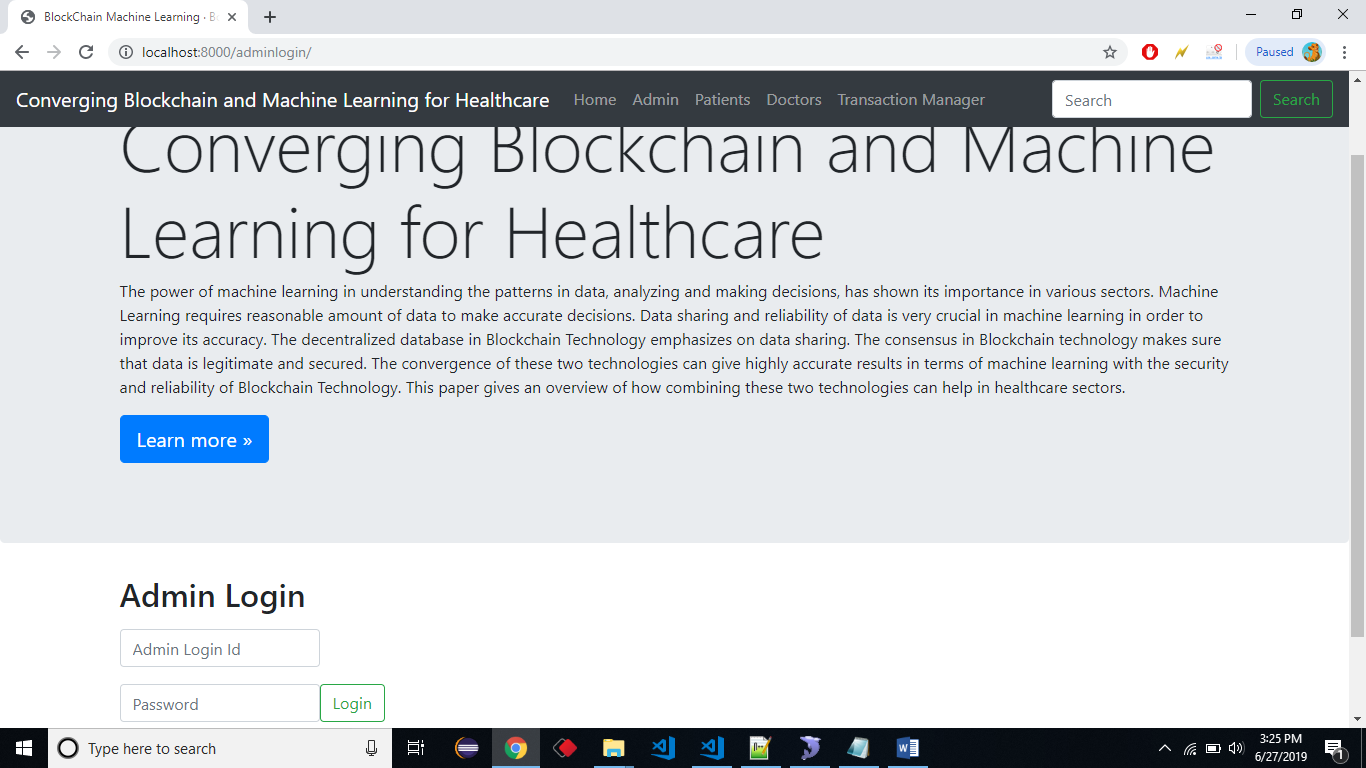 BlockChain Machine Learning · B
localhost:8000/adminlogin/
Paused
Converging Blockchain and Machine Learning for Healthcare Home Admin Patients Doctors Transaction Manager Search Search
Converging Blockchain and Machine
Learning for Healthcare
The power of machine learning in understanding the patterns in data, analyzing and making decisions, has shown its importance in various sectors. Machine
Learning requires reasonable amount of data to make accurate decisions. Data sharing and reliability of data is very crucial in machine learning in order to
improve its accuracy. The decentralized database in Blockchain Technology emphasizes on data sharing. The consensus in Blockchain technology makes sure
that data is legitimate and secured. The convergence of these two technologies can give highly accurate results in terms of machine learning with the security
and reliability of Blockchain Technology. This paper gives an overview of how combining these two technologies can help in healthcare sectors.
Learn more »
Admin Login
Admin Login Id
Password Login
Type here to search
3:25 PM
6/27/2019
1